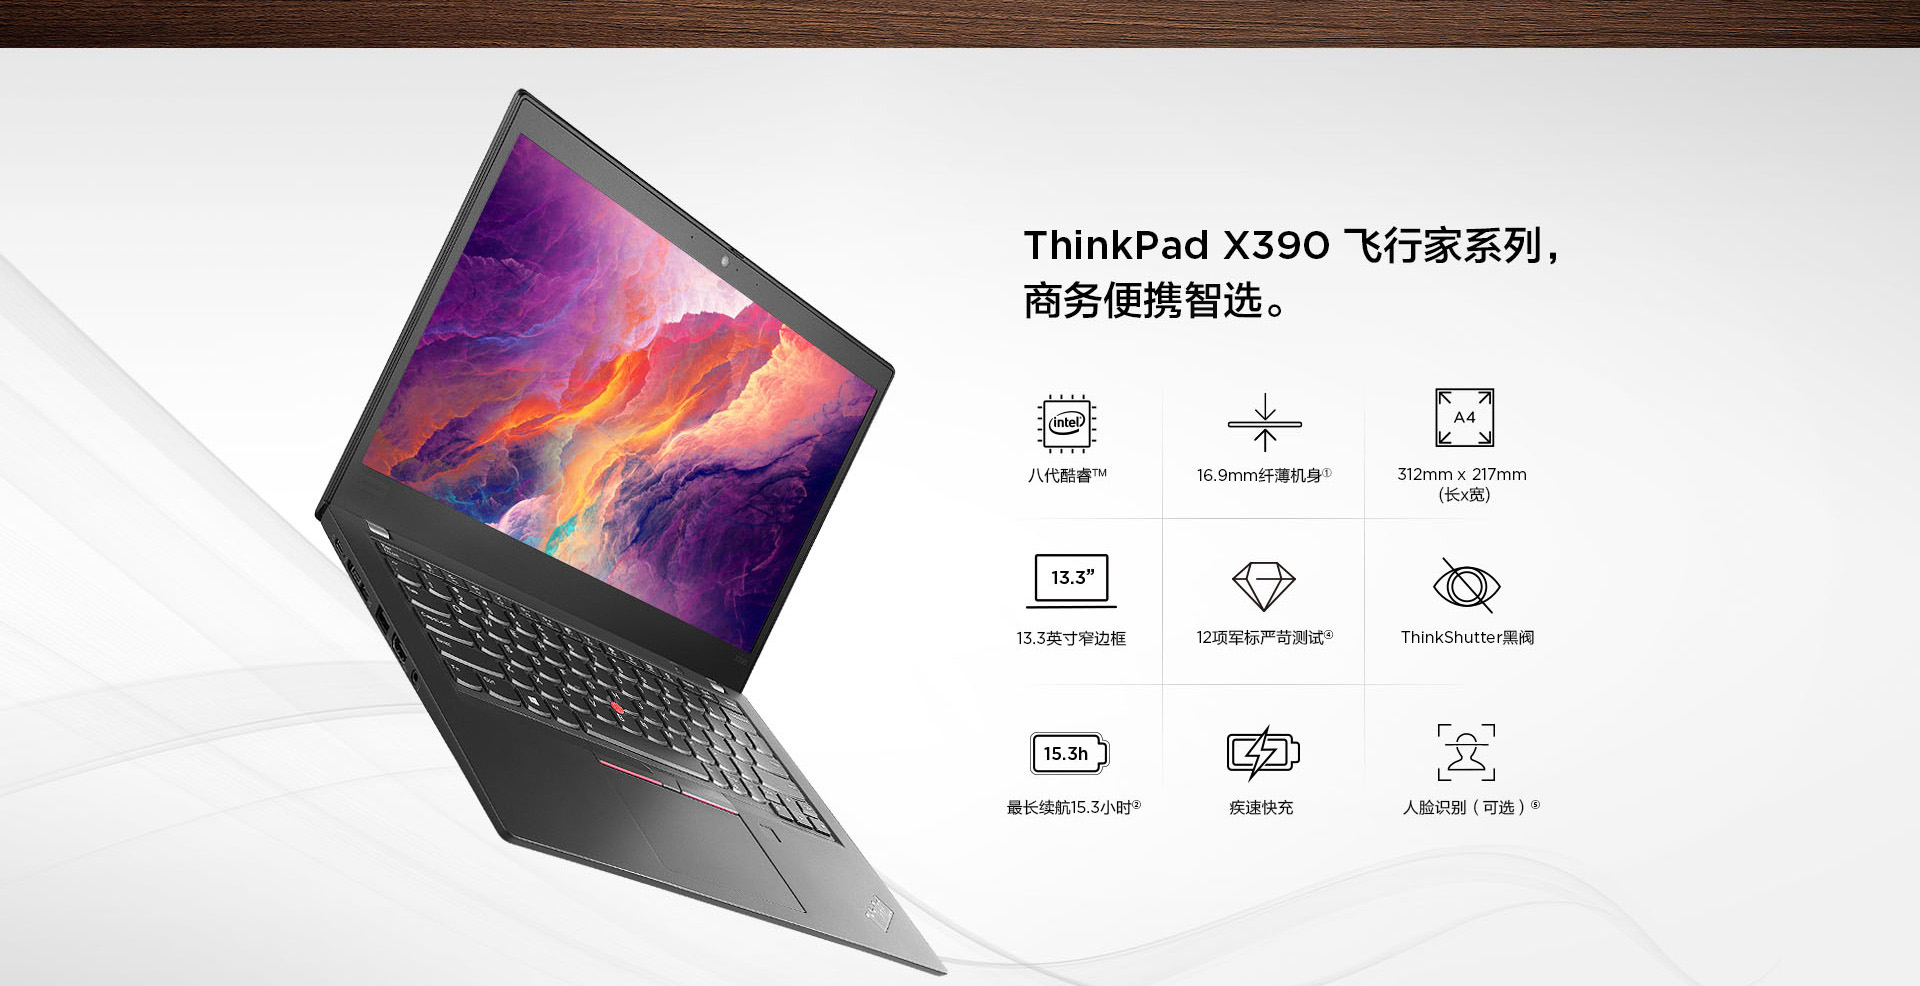 ThinkPad X390 飞行家系列，
商务便携智选。
intel
八代酷睿™
16.9mm纤薄机身①
A4
312mm x 217mm
(长x宽)
13.3”
13.3英寸窄边框
12项军标严苛测试④
ThinkShutter黑阀
15.3h
最长续航15.3小时②
疾速快充
人脸识别（可选）⑤